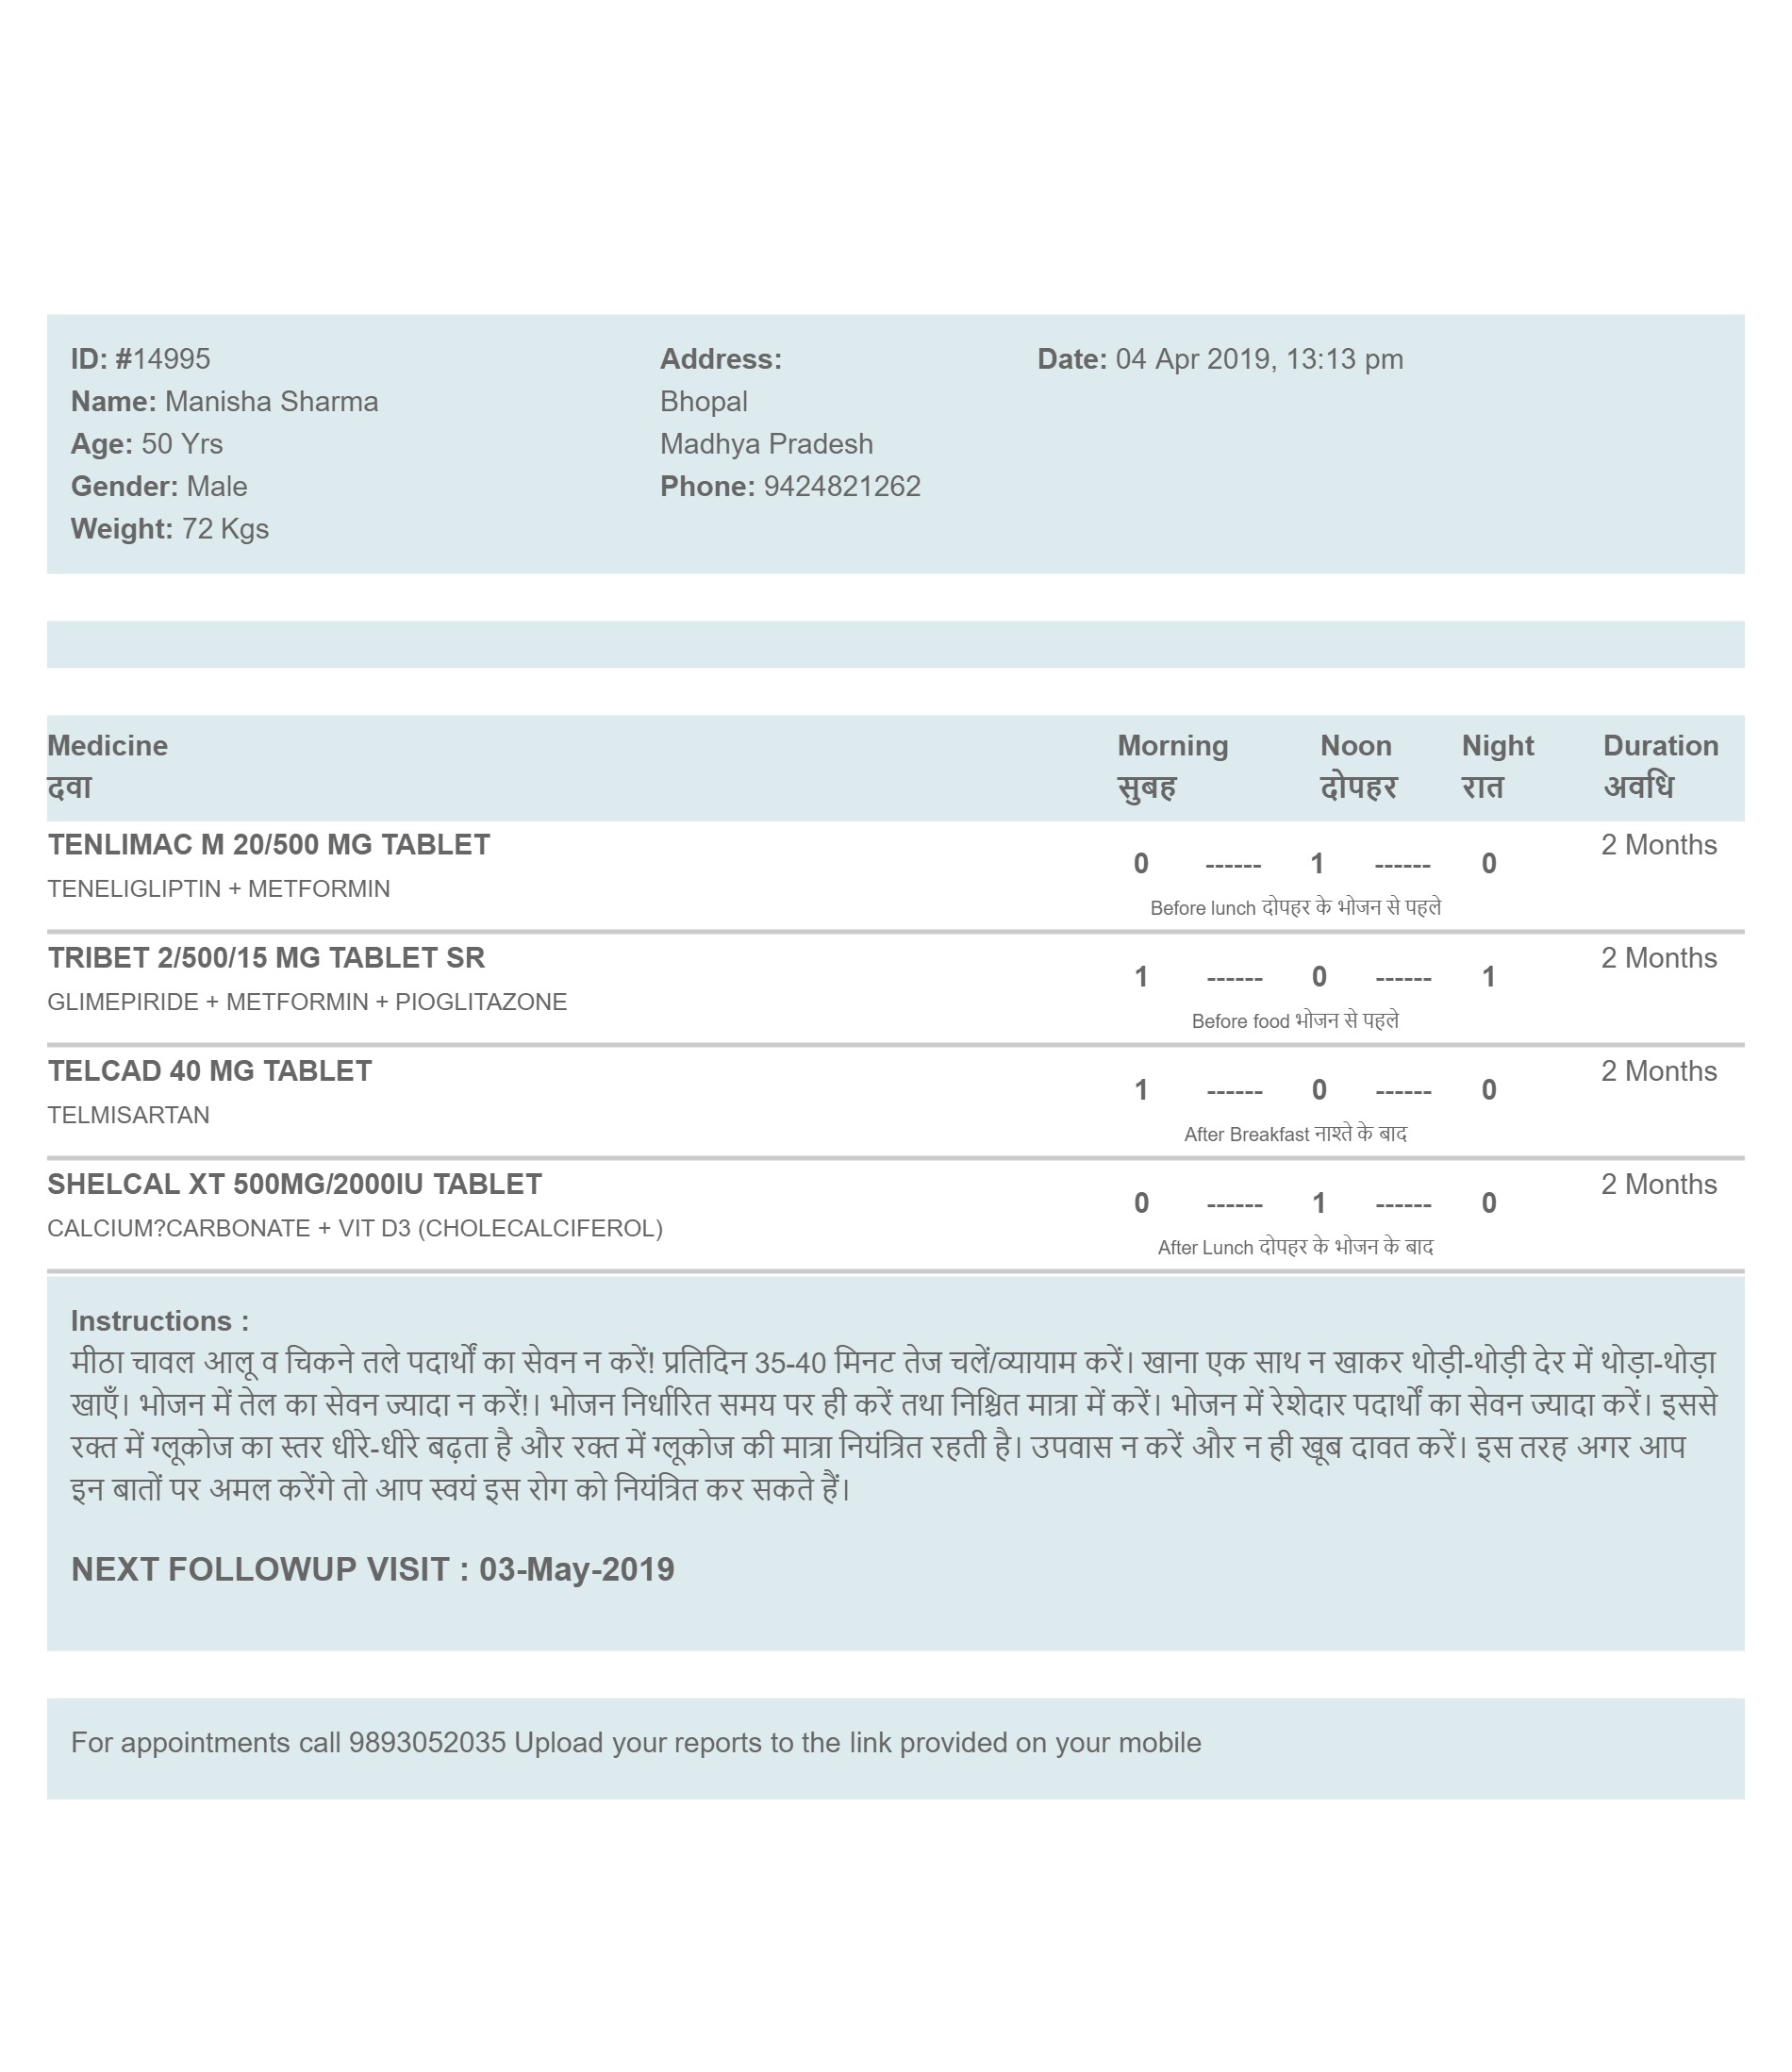 ID: #14995 Address: Date: 04 Apr 2019, 13:13 pm
Name: Manisha Sharma Bhopal
Age: 50 Yrs Madhya Pradesh
Gender: Male Phone: 9424821262
Weight: 72 Kgs
Medicine Morning Noon Night Duration
दवा सुबह दोपहर रात अवधि
TENLIMAC M 20/500 MG TABLET 0 ------ 1 ------ 0 2 Months
TENELIGLIPTIN + METFORMIN
Before lunch दोपहर के भोजन से पहले
TRIBET 2/500/15 MG TABLET SR 1 ------ 0 ------ 1 2 Months
GLIMEPIRIDE + METFORMIN + PIOGLITAZONE
Before food भोजन से पहले
TELCAD 40 MG TABLET 1 ------ 0 ------ 0 2 Months
TELMISARTAN
After Breakfast नाश्ते के बाद
SHELCAL XT 500MG/2000IU TABLET 0 ------ 1 ------ 0 2 Months
CALCIUM?CARBONATE + VIT D3 (CHOLECALCIFEROL)
After Lunch दोपहर के भोजन के बाद
Instructions :
मीठा चावल आलू व चिकने तले पदार्थों का सेवन न करें! प्रतिदिन 35-40 मिनट तेज चलें/व्यायाम करें। खाना एक साथ न खाकर थोड़ी-थोड़ी देर में थोड़ा-थोड़ा
खाएँ। भोजन में तेल का सेवन ज्यादा न करें!। भोजन निर्धारित समय पर ही करें तथा निश्चित मात्रा में करें। भोजन में रेशेदार पदार्थों का सेवन ज्यादा करें। इससे
रक्त में ग्लूकोज का स्तर धीरे-धीरे बढ़ता है और रक्त में ग्लूकोज की मात्रा नियंत्रित रहती है। उपवास न करें और न ही खूब दावत करें। इस तरह अगर आप
इन बातों पर अमल करेंगे तो आप स्वयं इस रोग को नियंत्रित कर सकते हैं।
NEXT FOLLOWUP VISIT : 03-May-2019
For appointments call 9893052035 Upload your reports to the link provided on your mobile